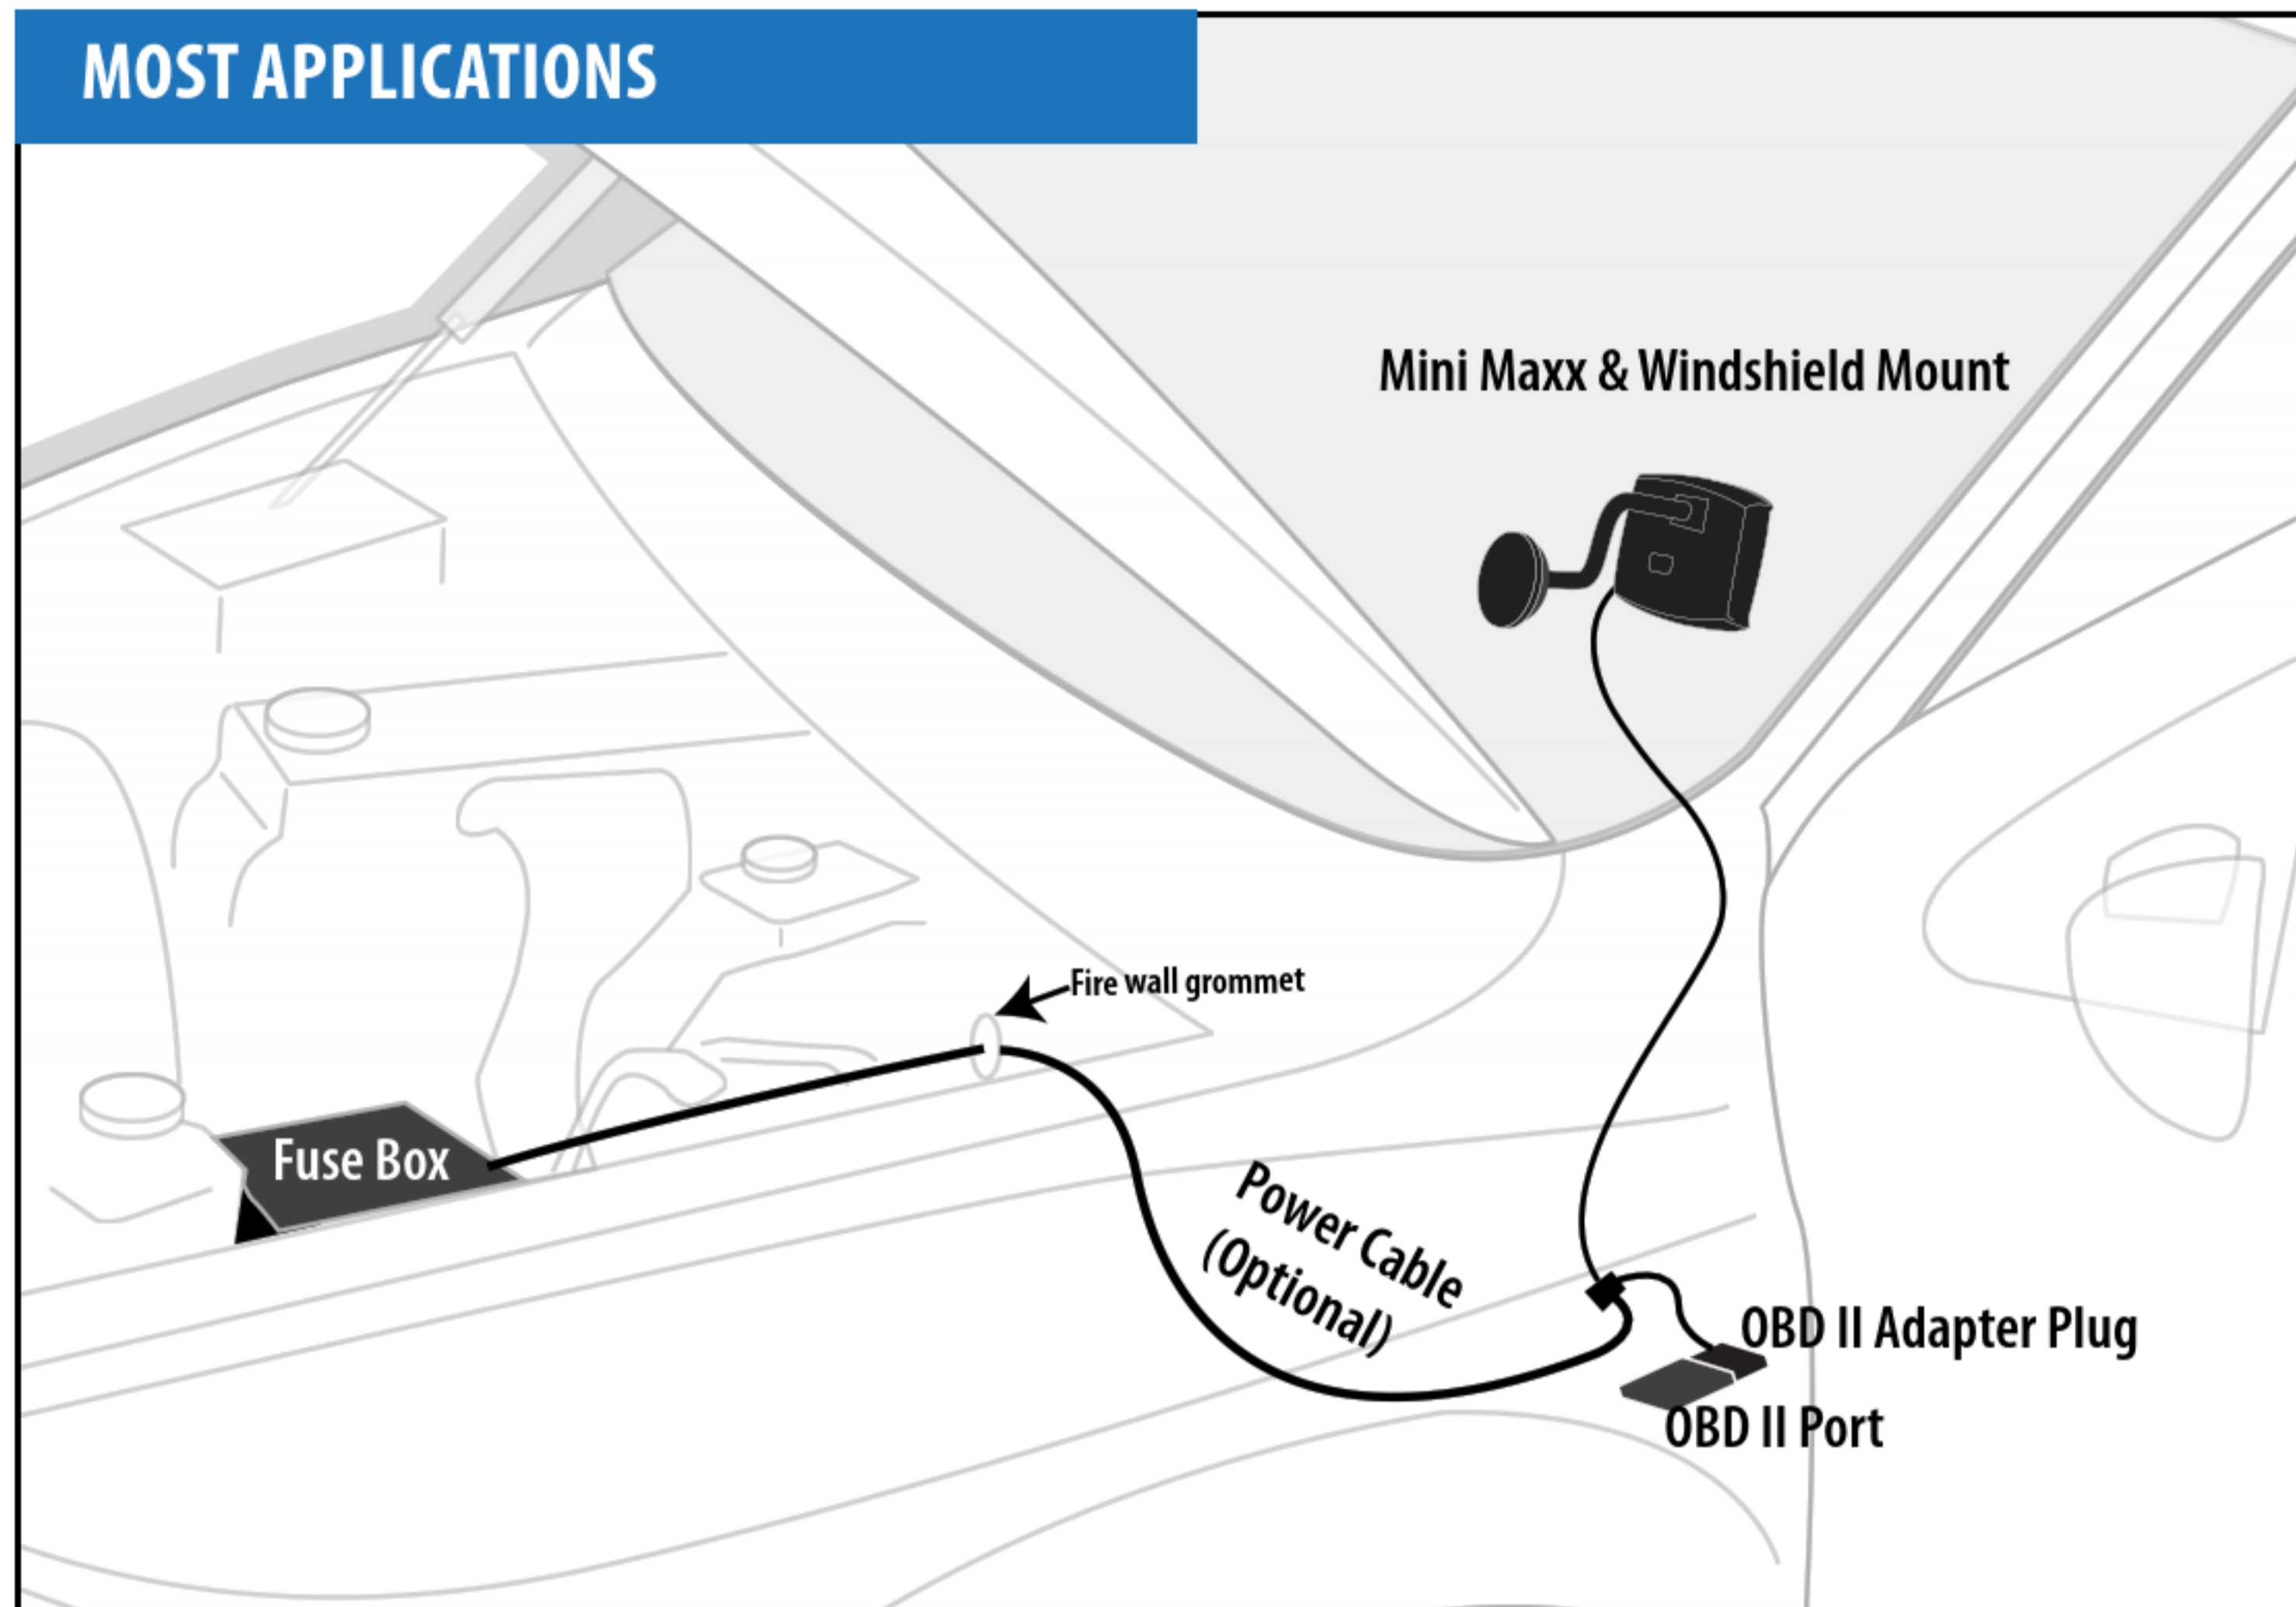 MOST APPLICATIONS
Mini Maxx & Windshield Mount
Fire wall grommet
Fuse Box
Power Cable
(Optional)
OBD II Adapter Plug
OBD II Port